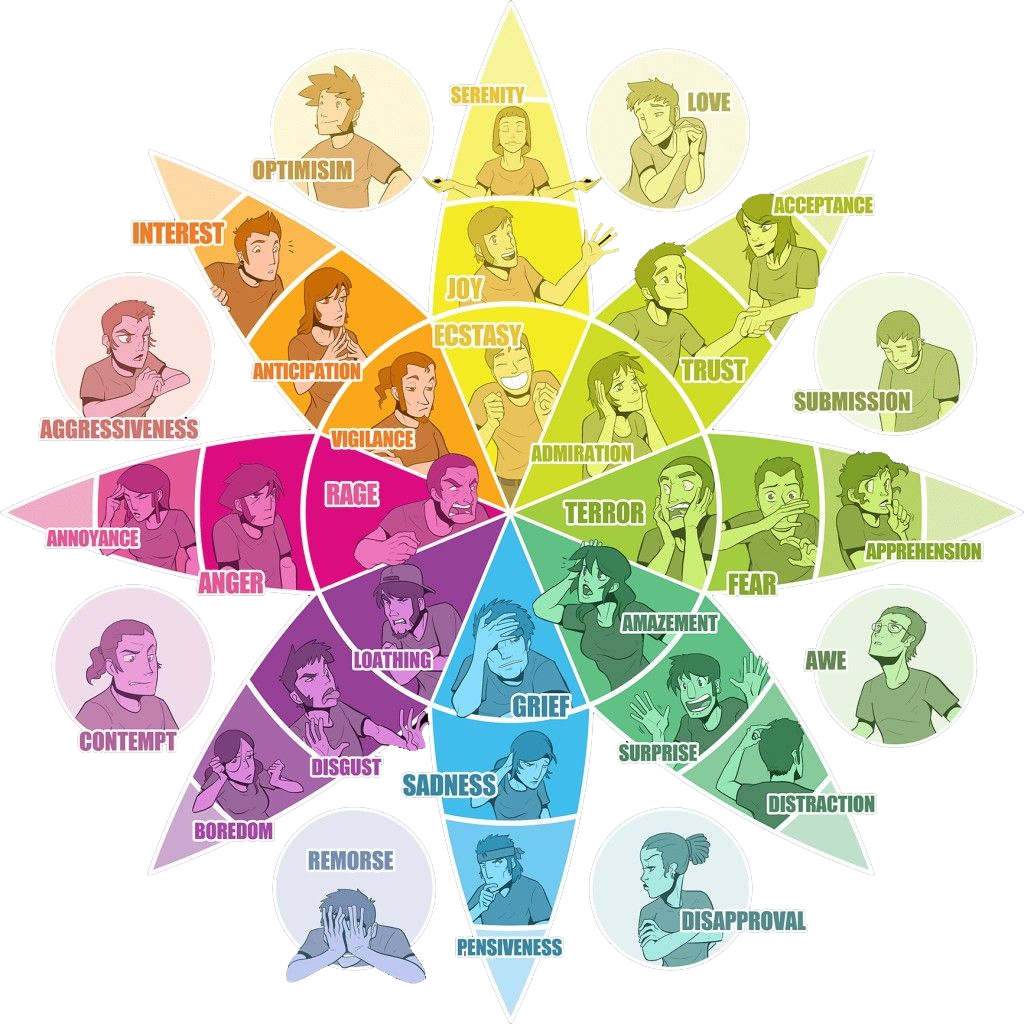 SERENITY
LOVE
OPTIMISIM
ACCEPTANCE
INTEREST
JOY
ECSTASY
TRUST
ANTICIPATION
SUBMISSION
AGGRESSIVENESS
VIGILANCE
ADMIRATION
RAGE
TERROR
ANNOYANCE
APPREHENSION
ANGER
FEAR
AMAZEMENT
LOATHING
AWE
GRIEF
CONTEMPT
SURPRISE
DISGUST
SADNESS
DISTRACTION
BOREDOM
REMORSE
DISAPPROVAL
PENSIVENESS